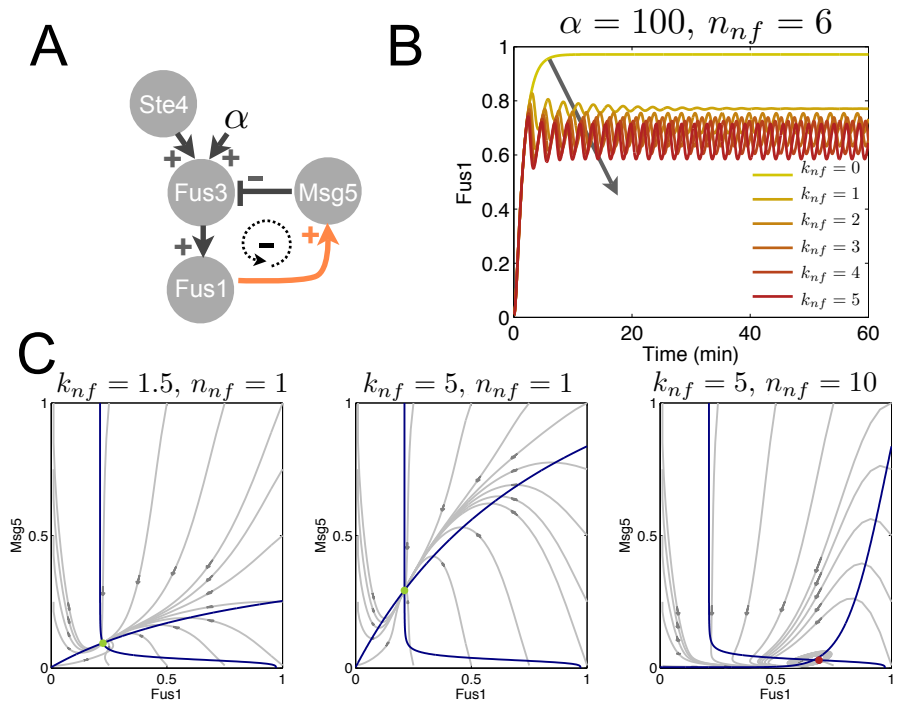 A
Ste4
α
+
+
Fus3
−
Msg5
+
+
-
Fus1
B
α = 100, n_nf = 6
Fus1
1
0.8
0.6
0.4
0.2
0
0
20
40
60
Time (min)
k_nf = 0
k_nf = 1
k_nf = 2
k_nf = 3
k_nf = 4
k_nf = 5
C
k_nf = 1.5, n_nf = 1
Msg5
1
0.5
0
0
0.5
1
Fus1
k_nf = 5, n_nf = 1
Msg5
1
0.5
0
0
0.5
1
Fus1
k_nf = 5, n_nf = 10
Msg5
1
0.5
0
0
0.5
1
Fus1